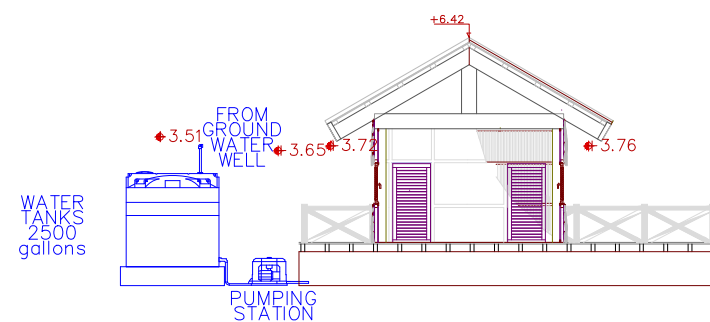 +6.42
FROM
GROUND
WATER
WELL
3.51
3.65
3.72
3.76
WATER
TANKS
2500
gallons
PUMPING
STATION